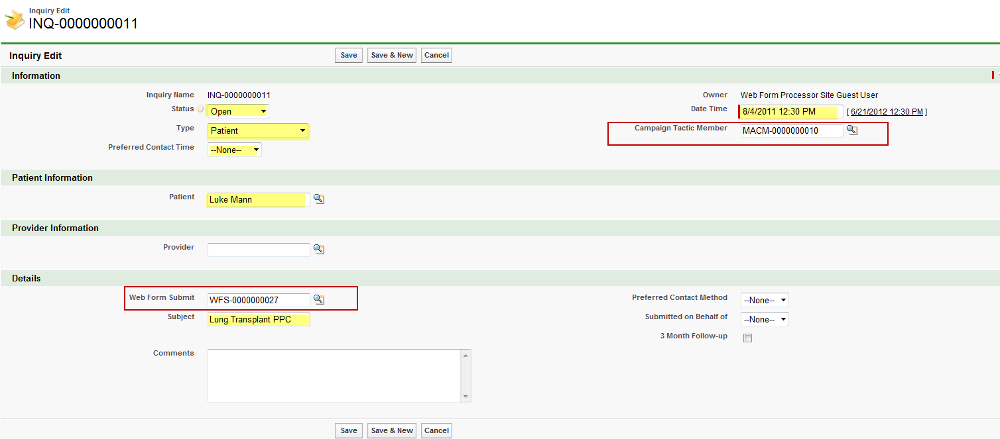 Inquiry Edit
INQ-0000000011
Inquiry Edit Save Save & New Cancel
Information
Inquiry Name INQ-0000000011 Owner Web Form Processor Site Guest User
Status Open Date Time 8/4/2011 12:30 PM [ 6/21/2012 12:30 PM ]
Type Patient Campaign Tactic Member MACM-0000000010
Preferred Contact Time --None--
Patient Information
Patient Luke Mann
Provider Information
Provider
Details
Web Form Submit WFS-0000000027 Preferred Contact Method --None--
Subject Lung Transplant PPC Submitted on Behalf of --None--
3 Month Follow-up
Comments
Save Save & New Cancel